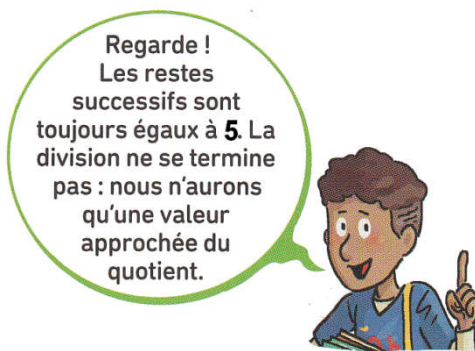 Regarde !
Les restes
successifs sont
toujours égaux à 5. La
division ne se termine
pas : nous n'aurons
qu'une valeur
approchée du
quotient.